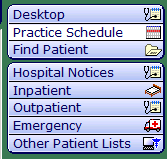 Desktop
Practice Schedule
Find Patient
Hospital Notices
Inpatient
Outpatient
Emergency
Other Patient Lists